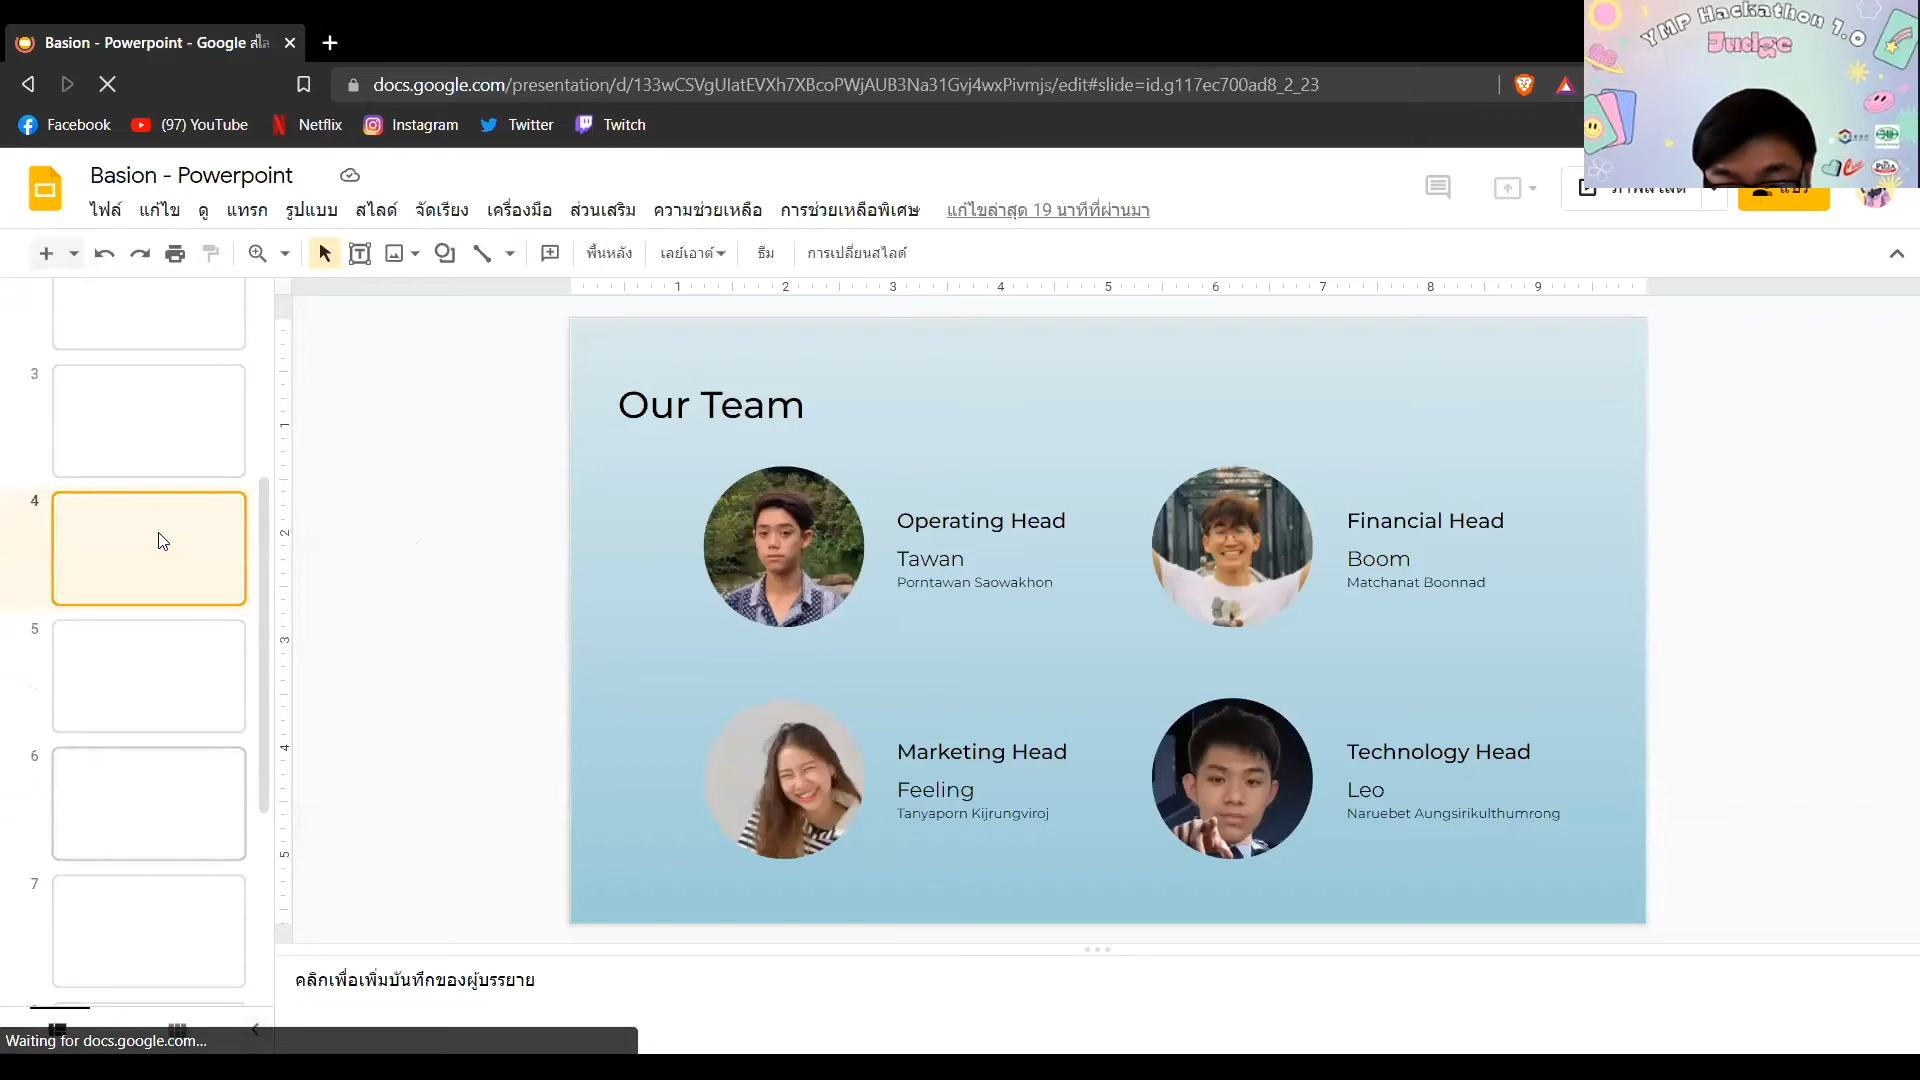 Basion - Powerpoint - Google สไล
YMP Hackathon 1.0
Judge
docs.google.com/presentation/d/133wCSVgUIatEVXh7XBcoPWjAUB3Na31Gvj4wxPivmjs/edit#slide=id.g117ec700ad8_2_23
Facebook
(97) YouTube
Netflix
Instagram
Twitter
Twitch
Basion - Powerpoint
ไฟล์ แก้ไข ดู แทรก รูปแบบ สไลด์ จัดเรียง เครื่องมือ ส่วนเสริม ความช่วยเหลือ การช่วยเหลือพิเศษ แก้ไขล่าสุด 19 นาทีที่ผ่านมา
พื้นหลัง เลย์เอาต์ ธีม การเปลี่ยนสไลด์
1 2 3 4 5 6 7 8 9
1
2
3
4
5
3
4
5
6
7
Our Team
Operating Head
Tawan
Porntawan Saowakhon
Financial Head
Boom
Matchanat Boonnad
Marketing Head
Feeling
Tanyaporn Kijrungviroj
Technology Head
Leo
Naruebet Aungsirikulthumrong
คลิกเพื่อเพิ่มบันทึกของผู้บรรยาย
Waiting for docs.google.com...